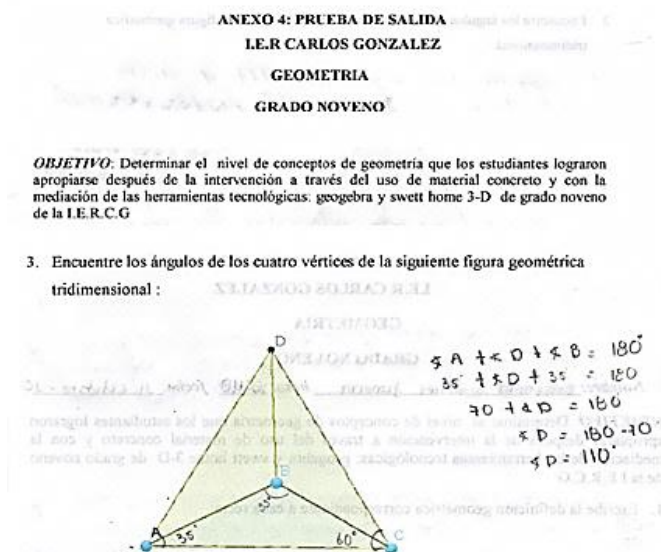 ANEXO 4: PRUEBA DE SALIDA
I.E.R CARLOS GONZALEZ
GEOMETRIA
GRADO NOVENO
OBJETIVO: Determinar el nivel de conceptos de geometría que los estudiantes lograron
apropiarse después de la intervención a través del uso de material concreto y con la
mediación de las herramientas tecnológicas: geogebra y swett home 3-D de grado noveno
de la I.E.R.C.G
3. Encuentre los ángulos de los cuatro vértices de la siguiente figura geométrica
tridimensional :
D
B
A
35°
60°
C
∢ A + ∢ D + ∢ B = 180°
35° + ∢ D + 35 = 180
70 + ∢ D = 180
∢ D = 180 - 70
∢ D = 110°